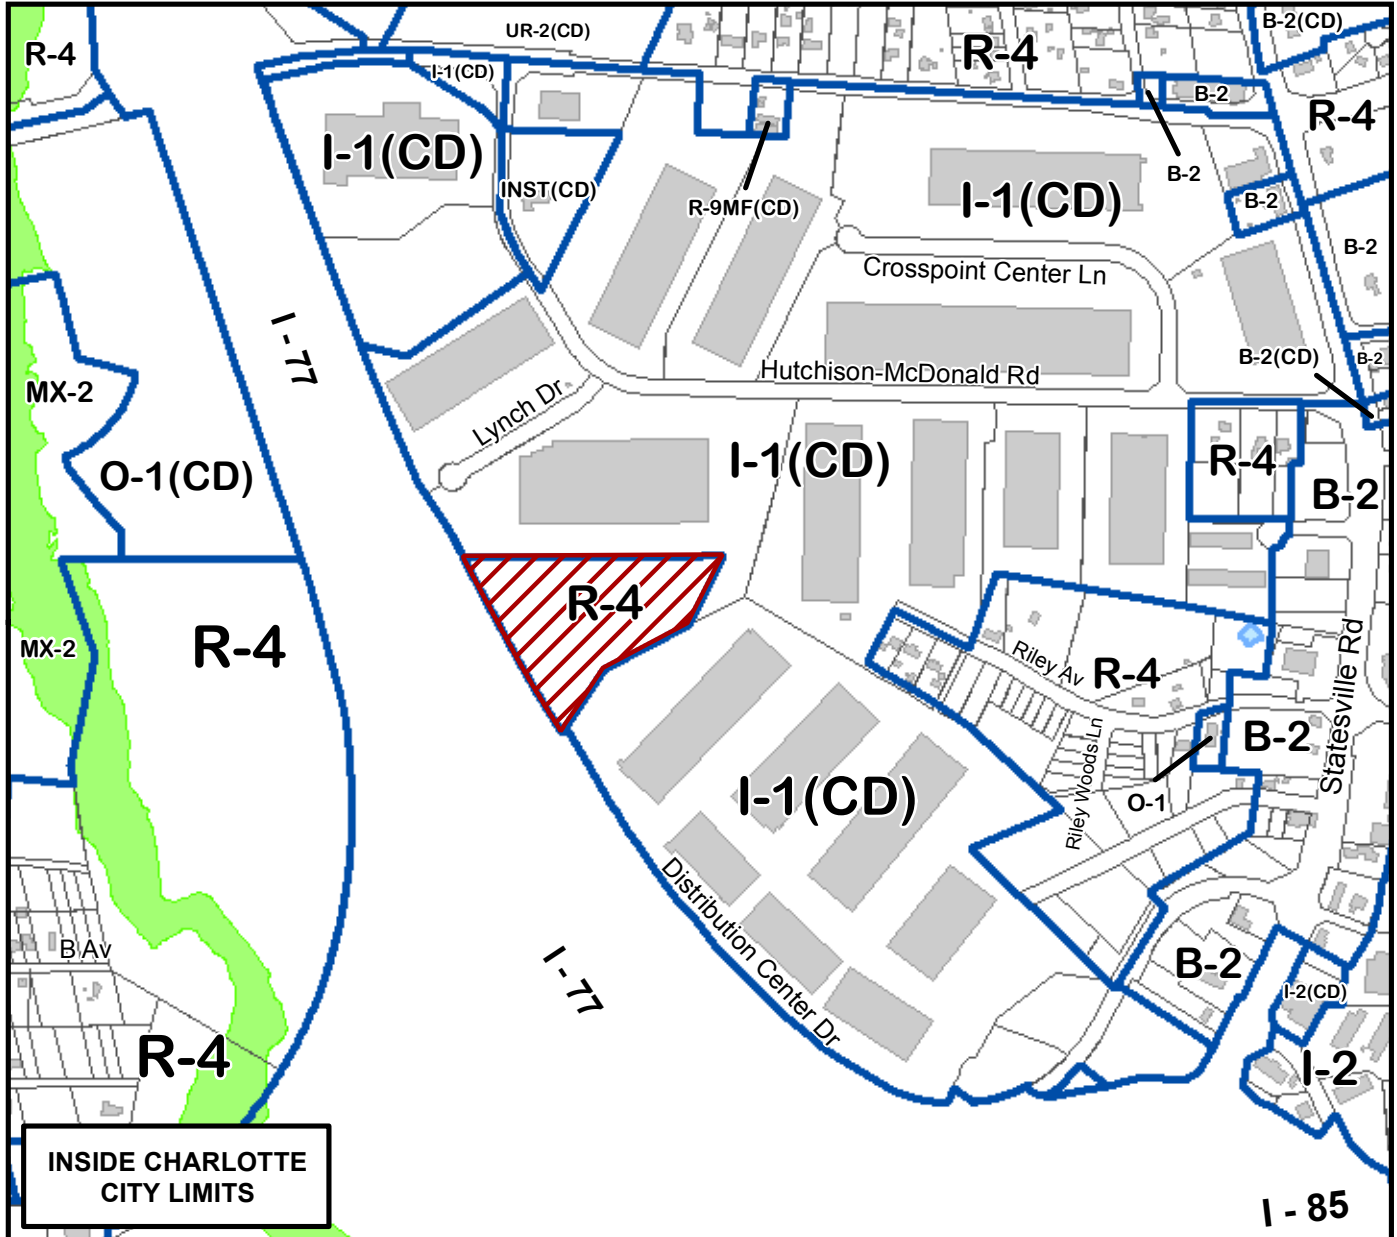 UR-2(CD)
B-2(CD)
R-4
R-4
I-1(CD)
B-2
R-4
I-1(CD)
B-2
INST(CD)
R-9MF(CD)
I-1(CD)
B-2
B-2
Crosspoint Center Ln
I-77
B-2(CD)
B-2
Hutchison-McDonald Rd
MX-2
Lynch Dr
I-1(CD)
R-4
O-1(CD)
B-2
R-4
R-4
MX-2
Riley Av
R-4
Statesville Rd
B-2
Riley Woods Ln
I-1(CD)
O-1
Distribution Center Dr
B Av
I-77
B-2
I-2(CD)
R-4
I-2
INSIDE CHARLOTTE
CITY LIMITS
I - 85